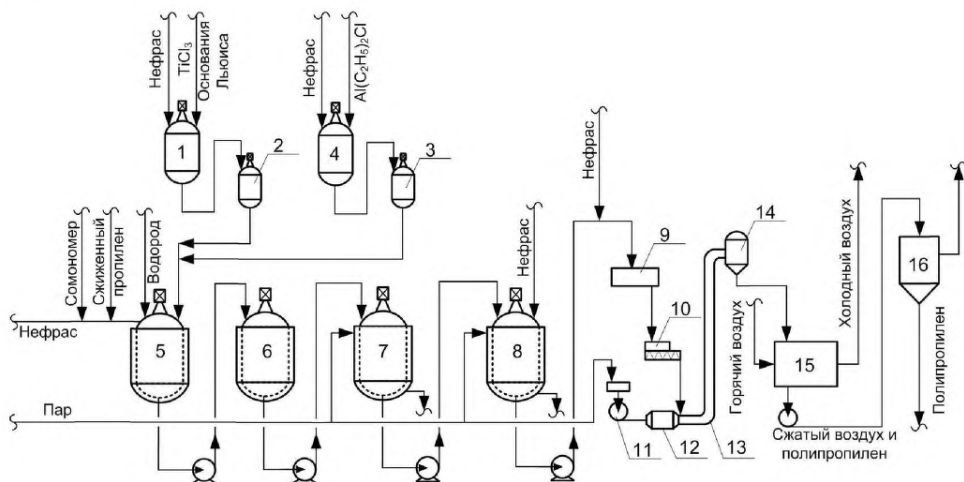 Нефрас
TiCl₃
Основания
Льюиса
Нефрас
Al(C₂H₅)₂Cl
1
2
4
3
Сомономер
Сжиженный
пропилен
Водород
Нефрас
Нефрас
Нефрас
5
6
7
8
Пар
9
10
11
12
13
14
Горячий воздух
15
Холодный воздух
16
Сжатый воздух и
полипропилен
Полипропилен